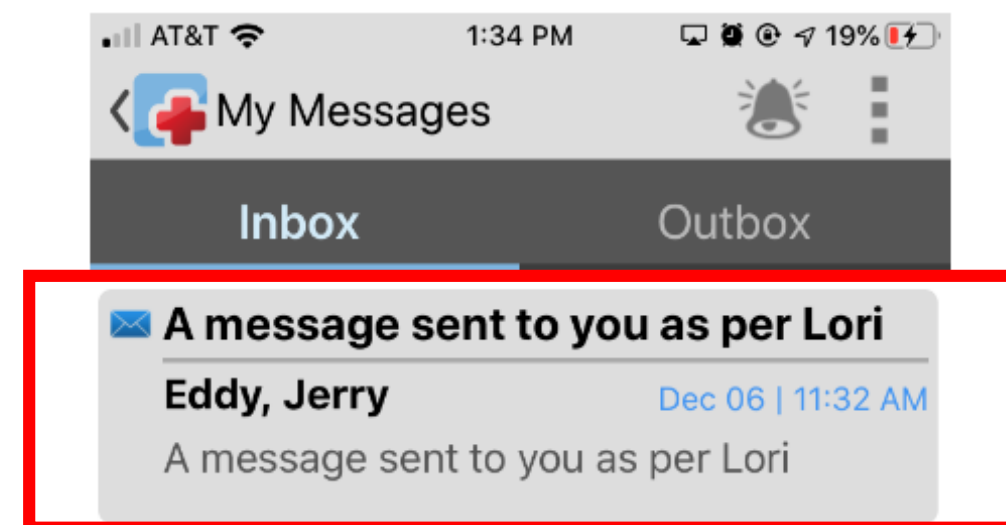 AT&T 1:34 PM 19%
My Messages
Inbox Outbox
A message sent to you as per Lori
Eddy, Jerry Dec 06 | 11:32 AM
A message sent to you as per Lori